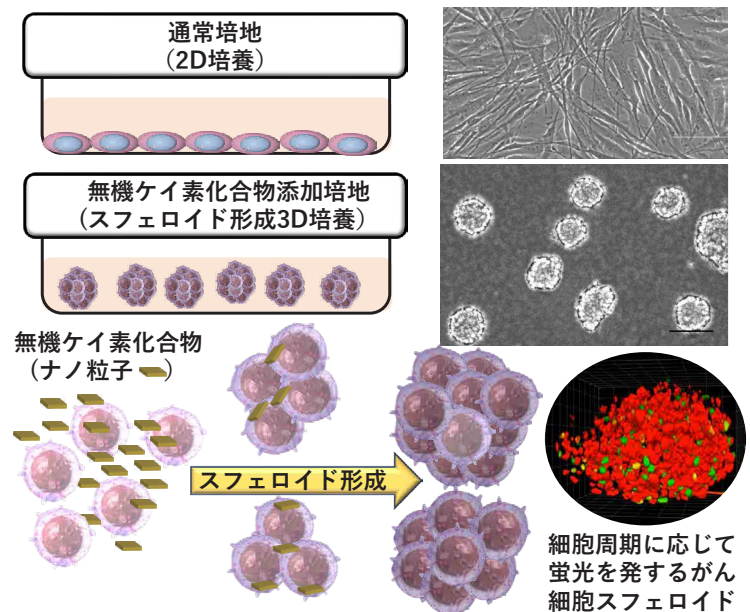 通常培地
（2D培養）
無機ケイ素化合物添加培地
（スフェロイド形成3D培養）
無機ケイ素化合物
（ナノ粒子　）
スフェロイド形成
細胞周期に応じて
蛍光を発するがん
細胞スフェロイド